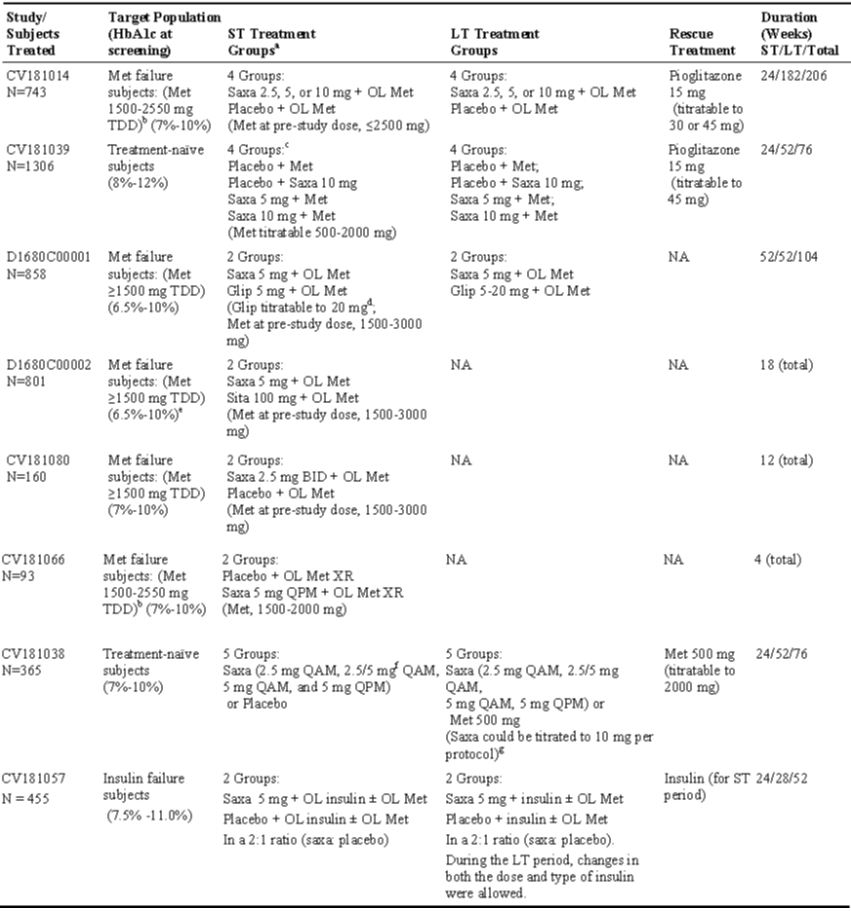 Study/
Subjects
Treated
Target Population
(HbA1c at
screening)
ST Treatment
Groupsª
LT Treatment
Groups
Rescue
Treatment
Duration
(Weeks)
ST/LT/Total
CV181014
N=743
Met failure
subjects: (Met
1500-2550 mg
TDD)ᵇ (7%-10%)
4 Groups:
Saxa 2.5, 5, or 10 mg + OL Met
Placebo + OL Met
(Met at pre-study dose, ≤2500 mg)
4 Groups:
Saxa 2.5, 5, or 10 mg + OL Met
Placebo + OL Met
Pioglitazone
15 mg
(titratable to
30 or 45 mg)
24/182/206
CV181039
N=1306
Treatment-naïve
subjects
(8%-12%)
4 Groups:ᶜ
Placebo + Met
Placebo + Saxa 10 mg
Saxa 5 mg + Met
Saxa 10 mg + Met
(Met titratable 500-2000 mg)
4 Groups:
Placebo + Met;
Placebo + Saxa 10 mg;
Saxa 5 mg + Met;
Saxa 10 mg + Met
Pioglitazone
15 mg
(titratable to
45 mg)
24/52/76
D1680C00001
N=858
Met failure
subjects: (Met
≥1500 mg TDD)
(6.5%-10%)
2 Groups:
Saxa 5 mg + OL Met
Glip 5 mg + OL Met
(Glip titratable to 20 mgᵈ;
Met at pre-study dose, 1500-3000
mg)
2 Groups:
Saxa 5 mg + OL Met
Glip 5-20 mg + OL Met
NA
52/52/104
D1680C00002
N=801
Met failure
subjects: (Met
≥1500 mg TDD)
(6.5%-10%)ᵉ
2 Groups:
Saxa 5 mg + OL Met
Sita 100 mg + OL Met
(Met at pre-study dose, 1500-3000
mg)
NA
NA
18 (total)
CV181080
N=160
Met failure
subjects: (Met
≥1500 mg TDD)
(7%-10%)
2 Groups:
Saxa 2.5 mg BID + OL Met
Placebo + OL Met
(Met at pre-study dose, 1500-3000
mg)
NA
NA
12 (total)
CV181066
N=93
Met failure
subjects: (Met
1500-2550 mg
TDD)ᵇ (7%-10%)
2 Groups:
Placebo + OL Met XR
Saxa 5 mg QPM + OL Met XR
(Met, 1500-2000 mg)
NA
NA
4 (total)
CV181038
N=365
Treatment-naïve
subjects
(7%-10%)
5 Groups:
Saxa (2.5 mg QAM, 2.5/5 mgᶠ QAM,
5 mg QAM, and 5 mg QPM)
or Placebo
5 Groups:
Saxa (2.5 mg QAM, 2.5/5 mg
QAM,
5 mg QAM, 5 mg QPM) or
Met 500 mg
(Saxa could be titrated to 10 mg per
protocol)ᵍ
Met 500 mg
(titratable to
2000 mg)
24/52/76
CV181057
N = 455
Insulin failure
subjects
(7.5% -11.0%)
2 Groups:
Saxa 5 mg + OL insulin ± OL Met
Placebo + OL insulin ± OL Met
In a 2:1 ratio (saxa: placebo)
2 Groups:
Saxa 5 mg + insulin ± OL Met
Placebo + insulin ± OL Met
In a 2:1 ratio (saxa: placebo).
During the LT period, changes in
both the dose and type of insulin
were allowed.
Insulin (for ST
period)
24/28/52